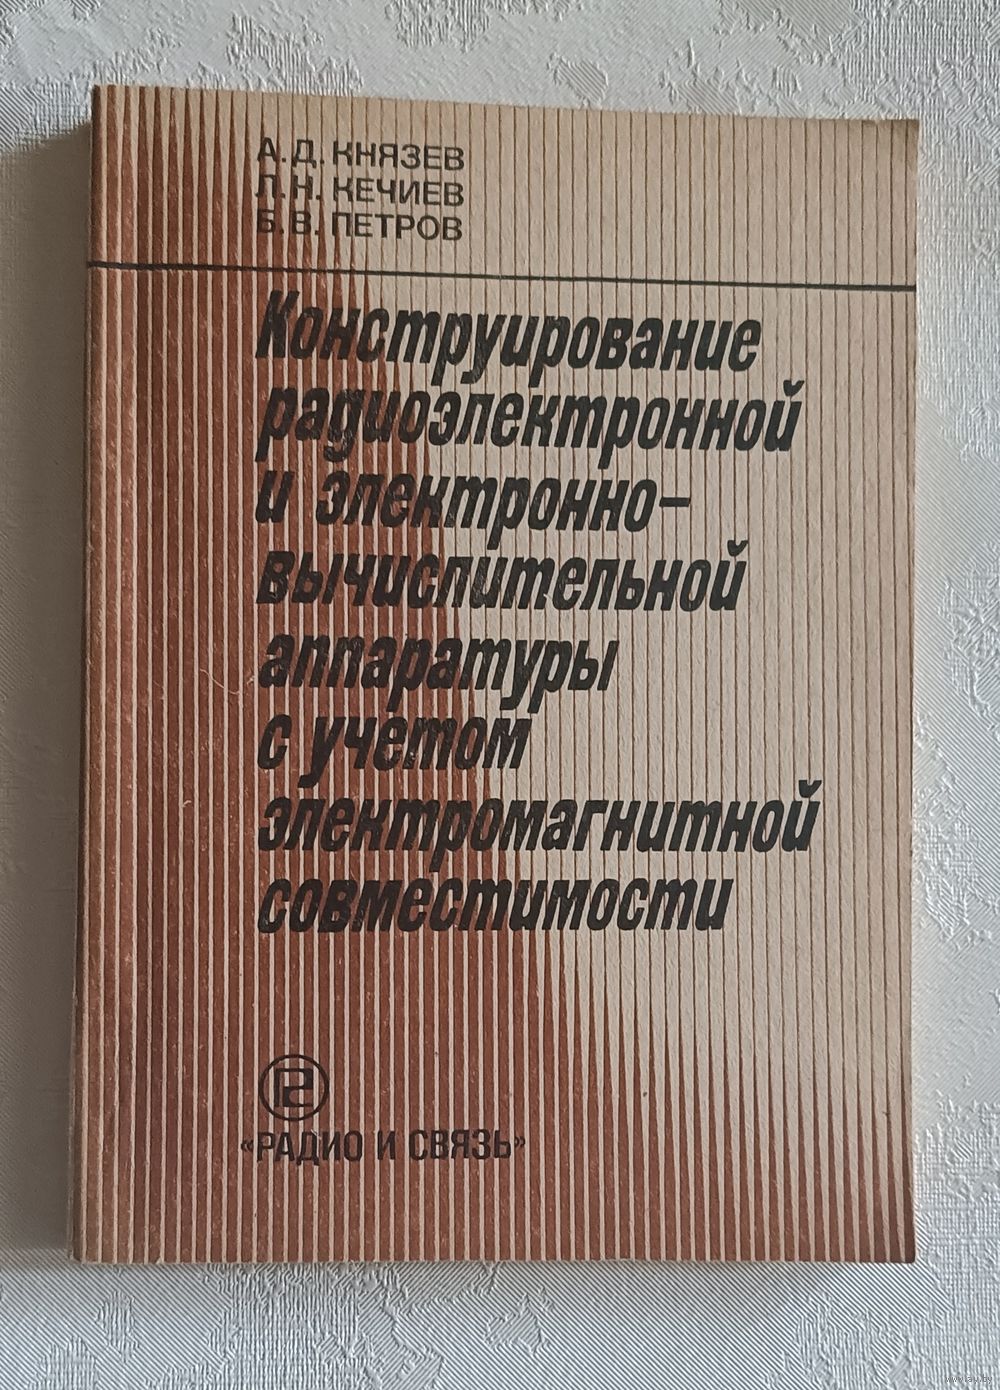 А.Д. КНЯЗЕВ
Л.Н. КЕЧИЕВ
Б.В. ПЕТРОВ
Конструирование
радиоэлектронной
и электронно-
вычислительной
аппаратуры
с учетом
электромагнитной
совместимости
«РАДИО И СВЯЗЬ»